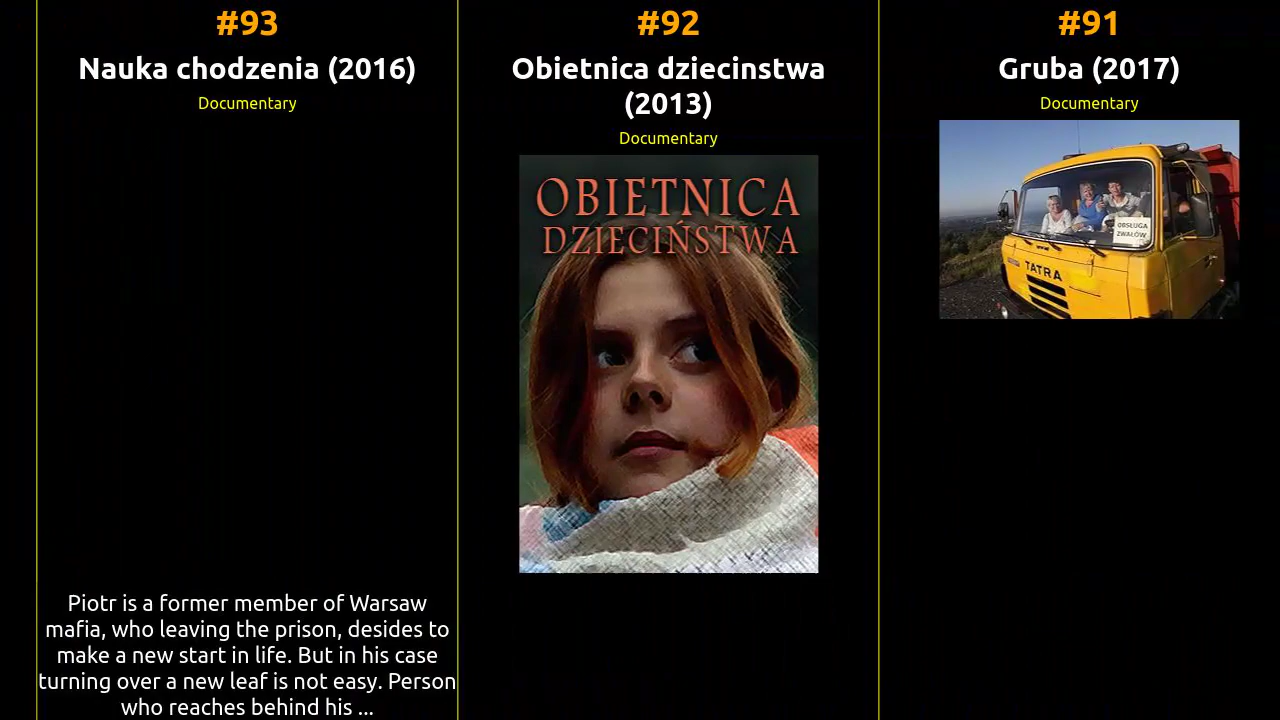 #93
Nauka chodzenia (2016)
Documentary
Piotr is a former member of Warsaw
mafia, who leaving the prison, desides to
make a new start in life. But in his case
turning over a new leaf is not easy. Person
who reaches behind his ...
#92
Obietnica dziecinstwa
(2013)
Documentary
OBIETNICA
DZIECIŃSTWA
#91
Gruba (2017)
Documentary
OBSŁUGA
ZWAŁÓW
TATRA